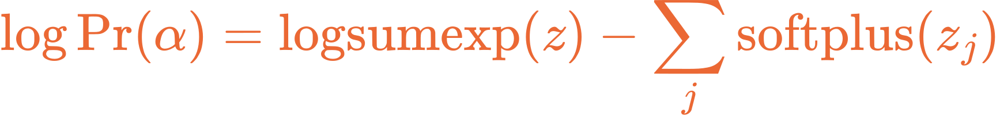 log Pr(α) = logsumexp(z) − ∑_j softplus(z_j)